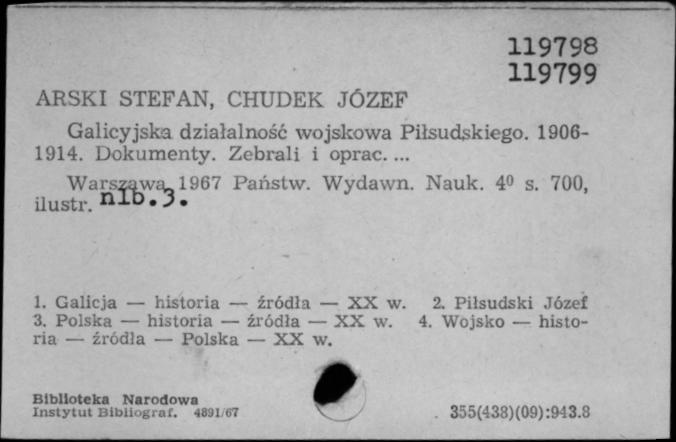 119798
119799
ARSKI STEFAN, CHUDEK JÓZEF
Galicyjska działalność wojskowa Piłsudskiego. 1906-
1914. Dokumenty. Zebrali i oprac. ...
Warszawa 1967 Państw. Wydawn. Nauk. 4⁰ s. 700,
ilustr. nlb.3.
1. Galicja — historia — źródła — XX w. 2. Piłsudski Józef
3. Polska — historia — źródła — XX w. 4. Wojsko — histo-
ria — źródła — Polska — XX w.
Biblioteka Narodowa
Instytut Bibliograf. 4891/67
355(438)(09):943.8